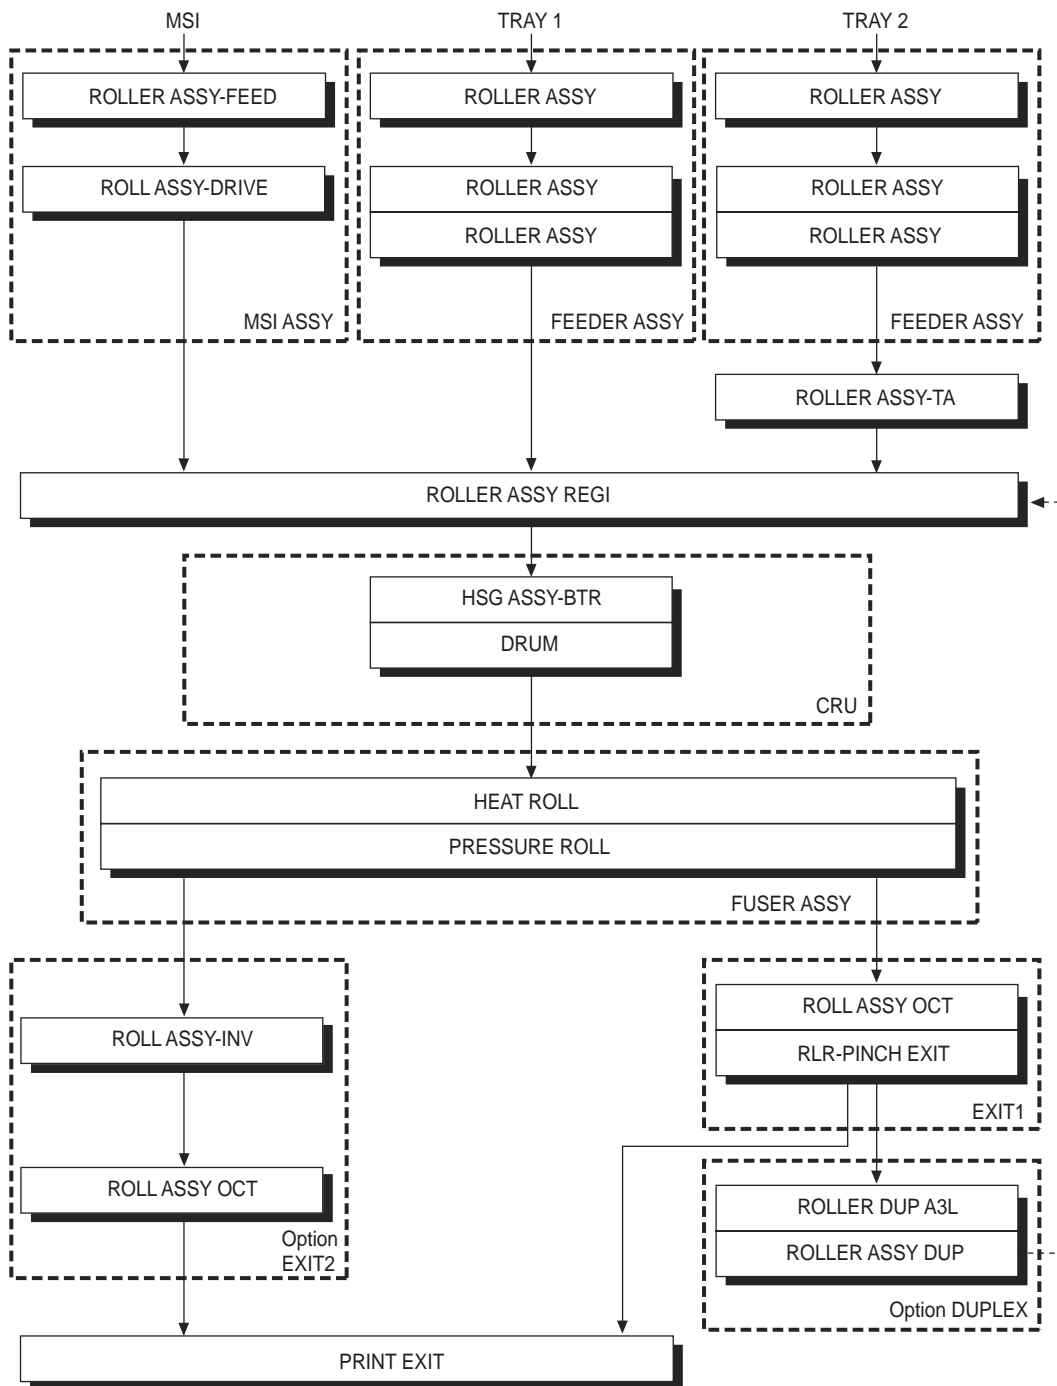 MSI
TRAY 1
TRAY 2
ROLLER ASSY-FEED
ROLLER ASSY
ROLLER ASSY
ROLL ASSY-DRIVE
ROLLER ASSY
ROLLER ASSY
ROLLER ASSY
ROLLER ASSY
MSI ASSY
FEEDER ASSY
FEEDER ASSY
ROLLER ASSY-TA
ROLLER ASSY REGI
HSG ASSY-BTR
DRUM
CRU
HEAT ROLL
PRESSURE ROLL
FUSER ASSY
ROLL ASSY-INV
ROLL ASSY OCT
Option
EXIT2
ROLL ASSY OCT
RLR-PINCH EXIT
EXIT1
ROLLER DUP A3L
ROLLER ASSY DUP
Option DUPLEX
PRINT EXIT